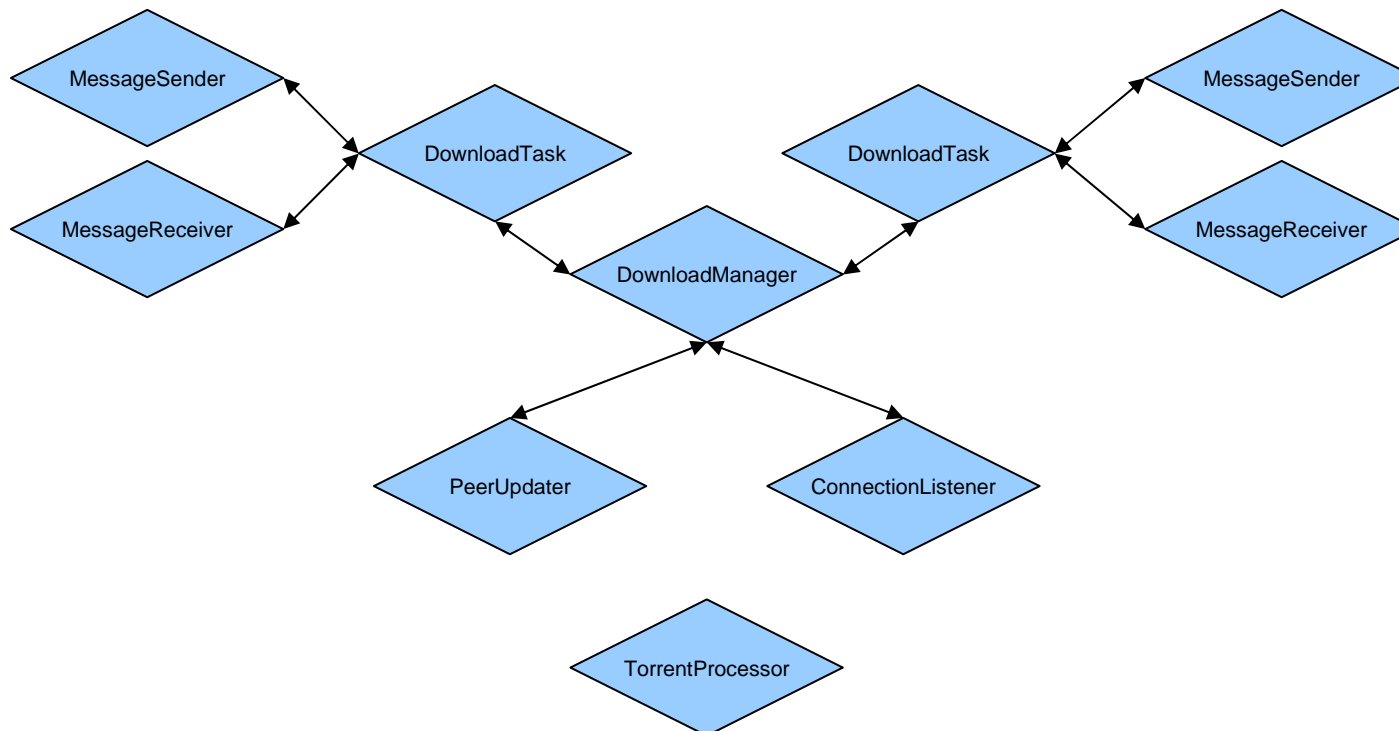 MessageSender
MessageSender
DownloadTask
DownloadTask
MessageReceiver
MessageReceiver
DownloadManager
PeerUpdater
ConnectionListener
TorrentProcessor